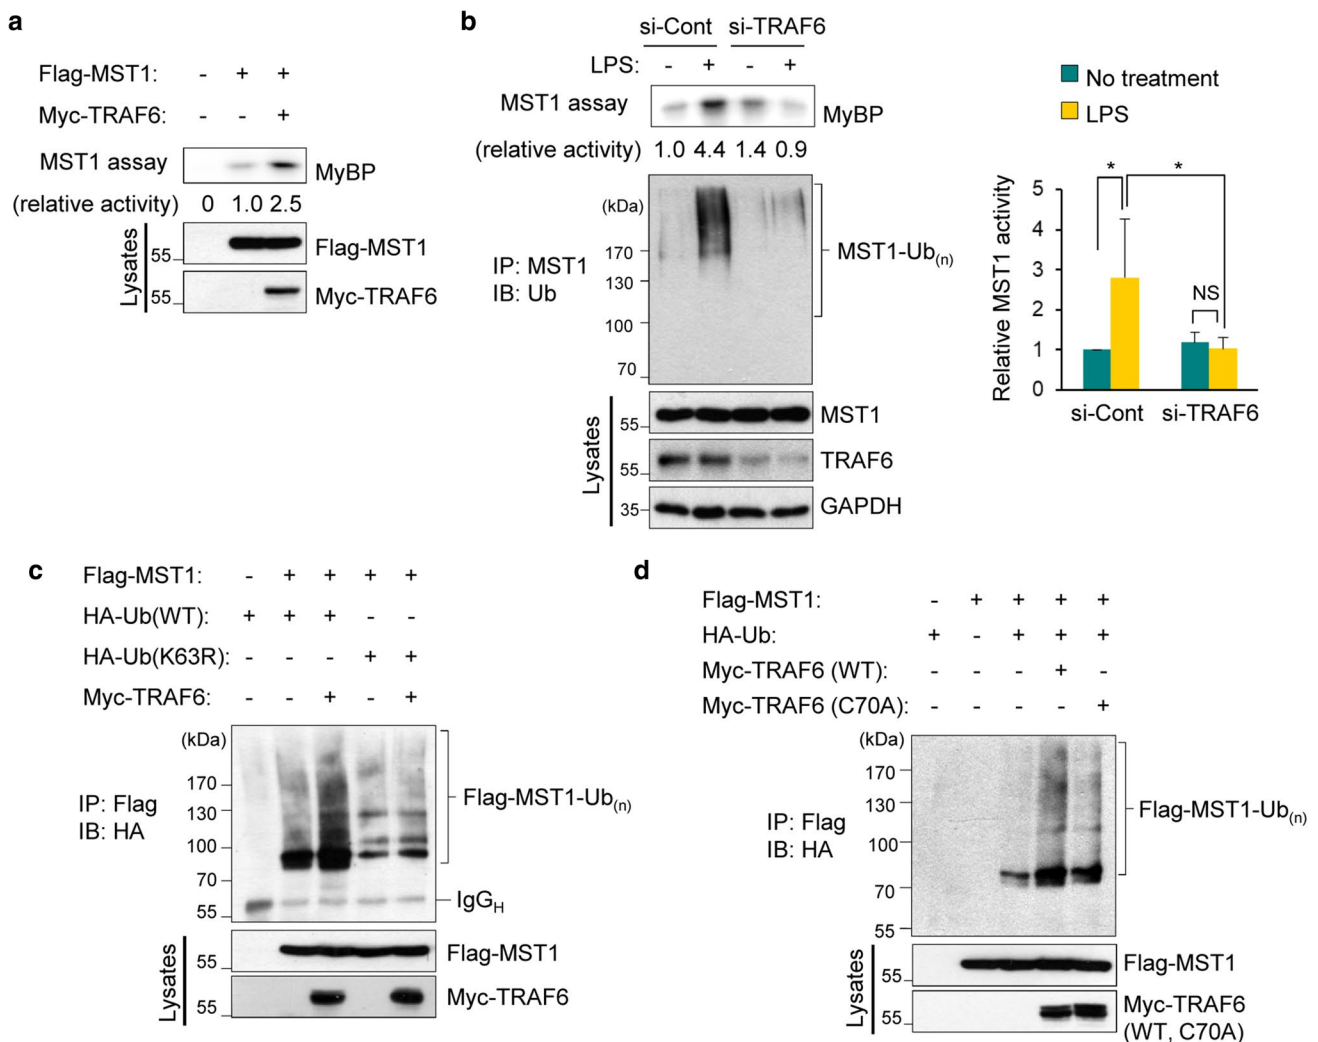 a
Flag-MST1: - + +
Myc-TRAF6: - - +
MST1 assay MyBP
(relative activity) 0 1.0 2.5
Lysates
55 Flag-MST1
55 Myc-TRAF6
b
si-Cont si-TRAF6
LPS: - + - +
MST1 assay MyBP
(relative activity) 1.0 4.4 1.4 0.9
(kDa)
170
130
100
70
IP: MST1
IB: Ub
MST1-Ub(n)
Lysates
55 MST1
55 TRAF6
35 GAPDH
No treatment
LPS
Relative MST1 activity
5
4
3
2
1
0
* *
NS
si-Cont si-TRAF6
c
Flag-MST1: - + + + +
HA-Ub(WT): + + + - -
HA-Ub(K63R): - - - + +
Myc-TRAF6: - - + - +
(kDa)
170
130
100
70
55
IP: Flag
IB: HA
Flag-MST1-Ub(n)
IgGH
Lysates
55 Flag-MST1
55 Myc-TRAF6
d
Flag-MST1: - + + + +
HA-Ub: + - + + +
Myc-TRAF6 (WT): - - - + -
Myc-TRAF6 (C70A): - - - - +
(kDa)
170
130
100
70
55
IP: Flag
IB: HA
Flag-MST1-Ub(n)
Lysates
55 Flag-MST1
55 Myc-TRAF6
(WT, C70A)